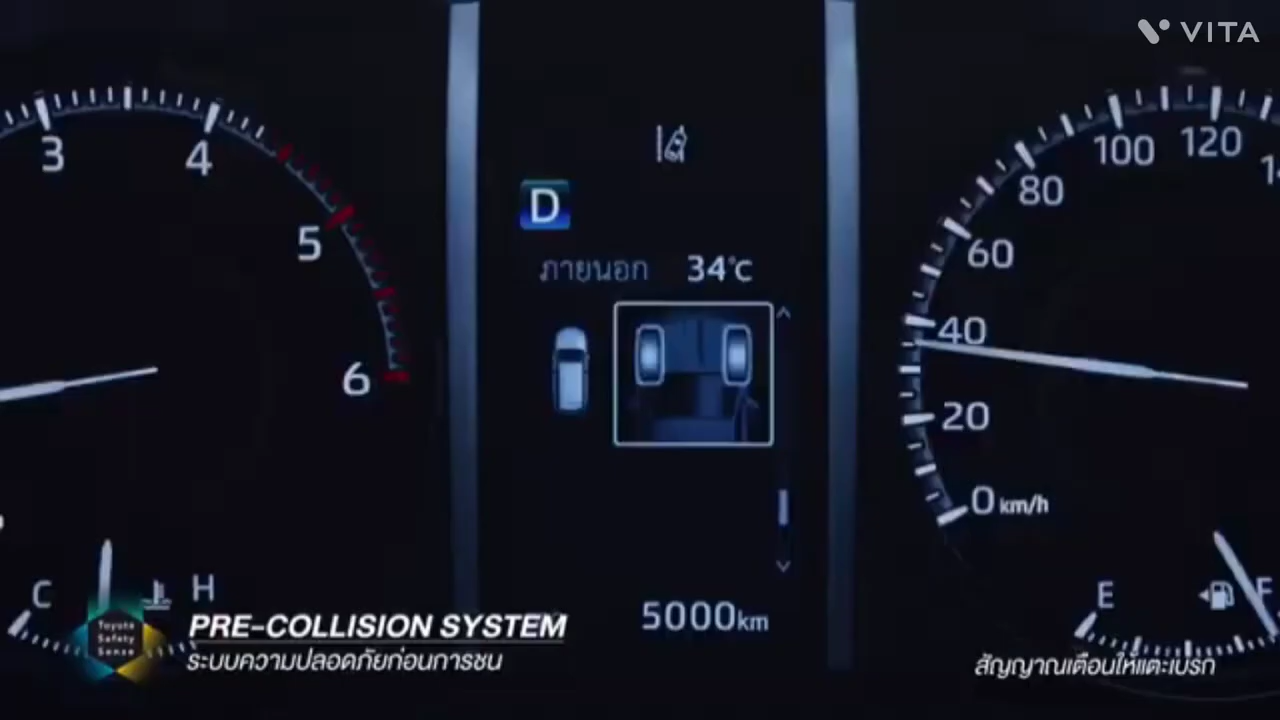 VITA
3
4
5
6
D
ภายนอก 34°C
100
120
80
60
40
20
0 km/h
C
H
E
F
5000km
Toyota
Safety
Sense
PRE-COLLISION SYSTEM
ระบบความปลอดภัยก่อนการชน
สัญญาณเตือนให้แตะเบรก